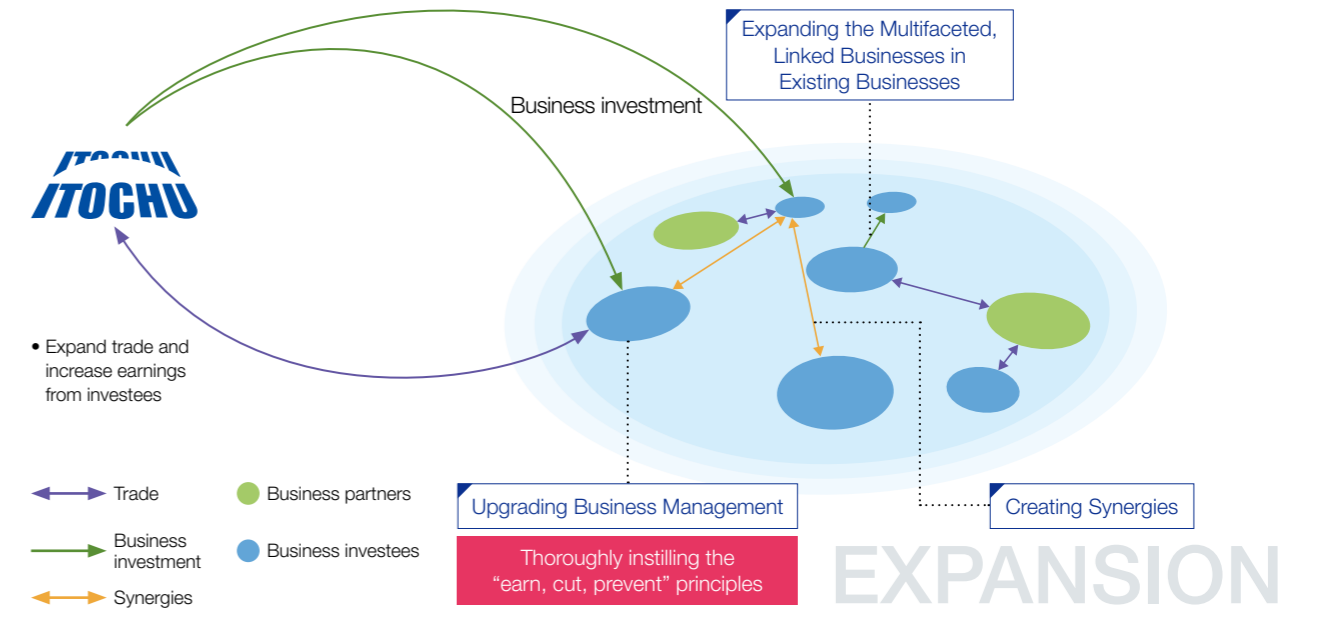 Expanding the Multifaceted,
Linked Businesses in
Existing Businesses
Business investment
ITOCHU
ITOCHU
• Expand trade and
increase earnings
from investees
Trade
Business partners
Business
investment
Business investees
Synergies
Upgrading Business Management
Thoroughly instilling the
“earn, cut, prevent” principles
Creating Synergies
EXPANSION